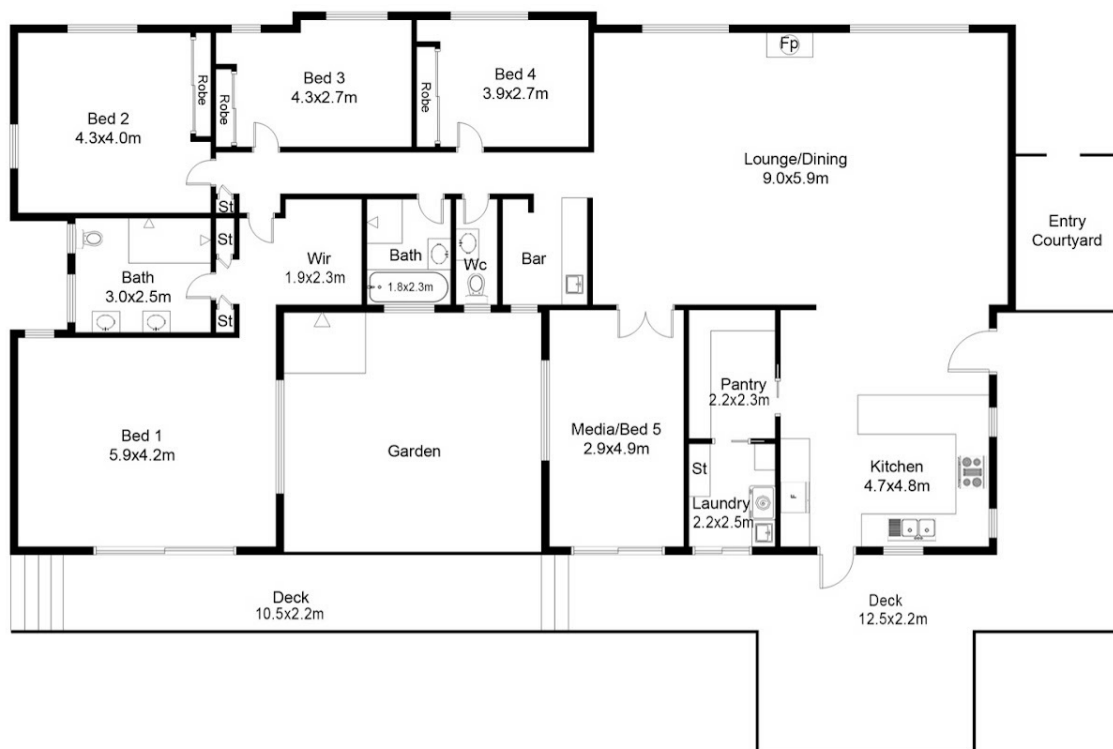 Fp
Bed 3
4.3x2.7m
Bed 4
3.9x2.7m
Robe
Robe
Robe
Bed 2
4.3x4.0m
Lounge/Dining
9.0x5.9m
St
Entry
Courtyard
St
Bath
3.0x2.5m
Wir
1.9x2.3m
Bath
1.8x2.3m
Wc
Bar
St
Pantry
2.2x2.3m
Bed 1
5.9x4.2m
Garden
Media/Bed 5
2.9x4.9m
St
Laundry
2.2x2.5m
F
Kitchen
4.7x4.8m
Deck
10.5x2.2m
Deck
12.5x2.2m